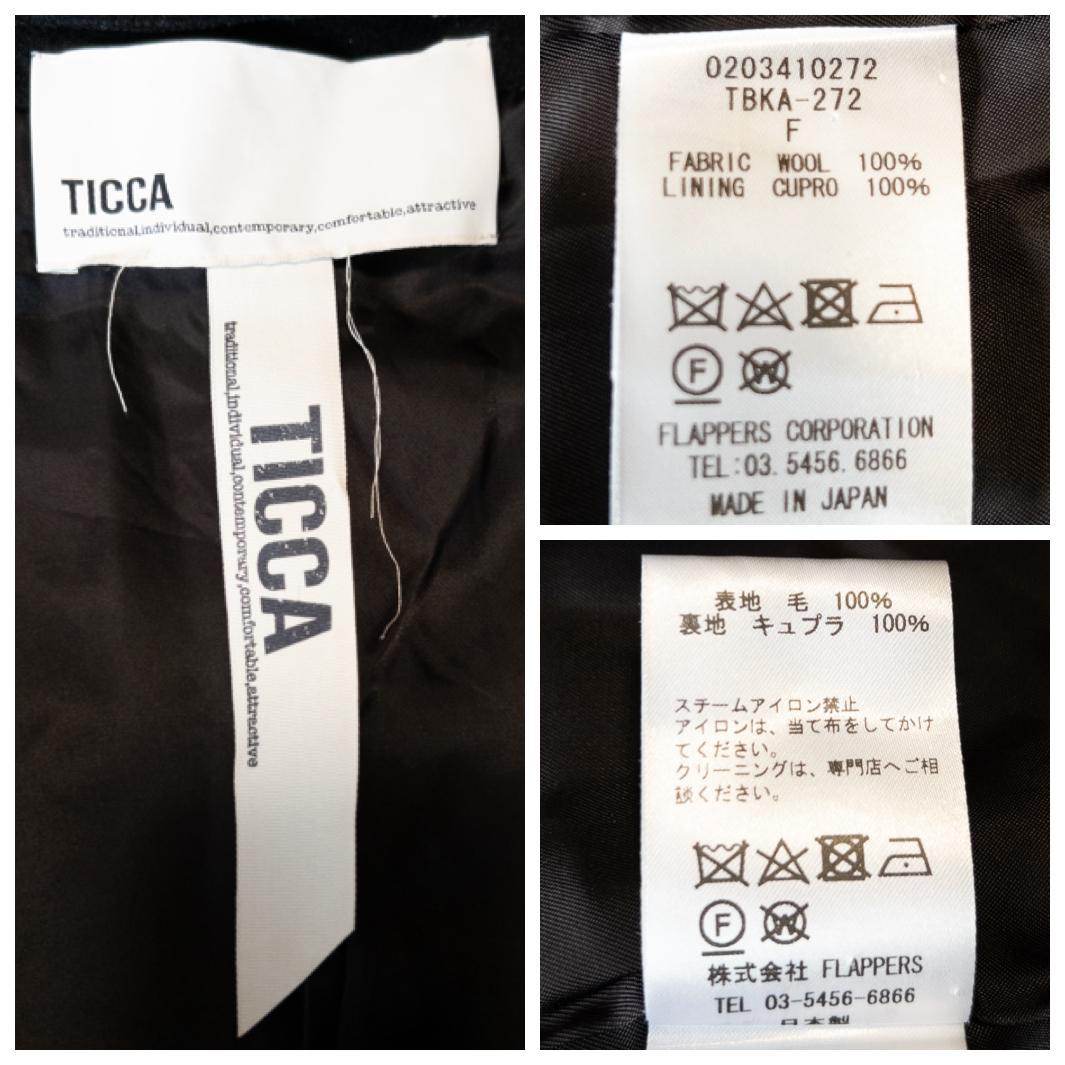 TICCA
traditional,individual,contemporary,comfortable,attractive
TICCA
traditional,individual,contemporary,comfortable,attractive
0203410272
TBKA-272
F
FABRIC WOOL 100%
LINING CUPRO 100%
F W
FLAPPERS CORPORATION
TEL:03.5456.6866
MADE IN JAPAN
表地 毛 100%
裏地 キュプラ 100%
スチームアイロン禁止
アイロンは、当て布をしてかけ
てください。
クリーニングは、専門店へご相
談ください。
F W
株式会社 FLAPPERS
TEL 03-5456-6866
日本製